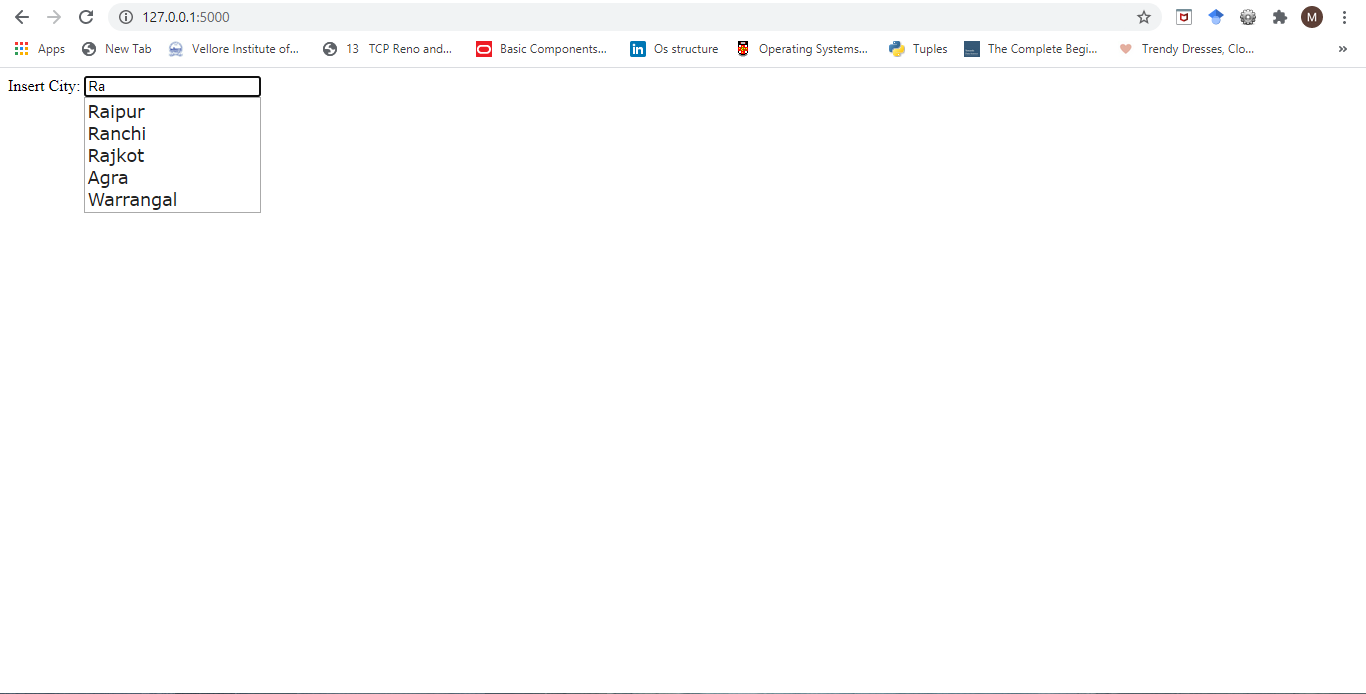 127.0.0.1:5000
M
Apps New Tab Vellore Institute of... 13 TCP Reno and... Basic Components... in Os structure Operating Systems... Tuples The Complete Begi... Trendy Dresses, Clo... »
Insert City: Ra
Raipur
Ranchi
Rajkot
Agra
Warrangal